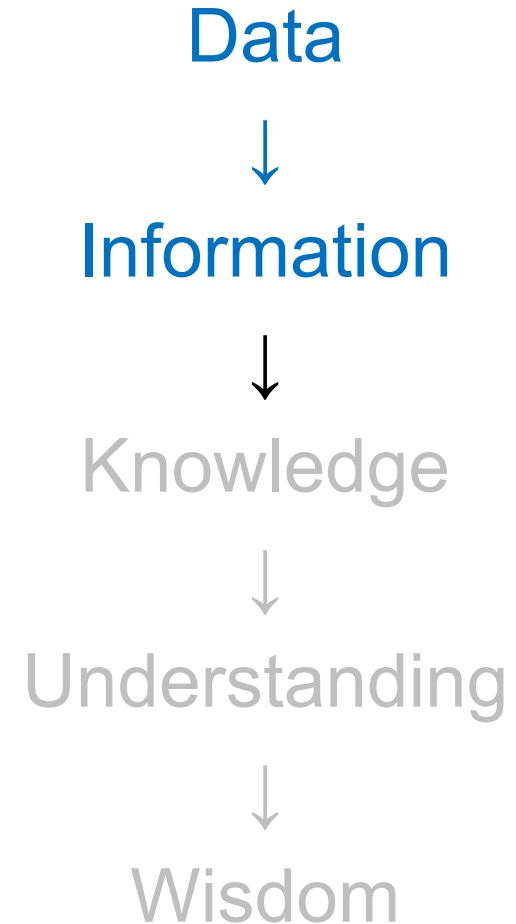 Data
↓
Information
↓
Knowledge
↓
Understanding
↓
Wisdom